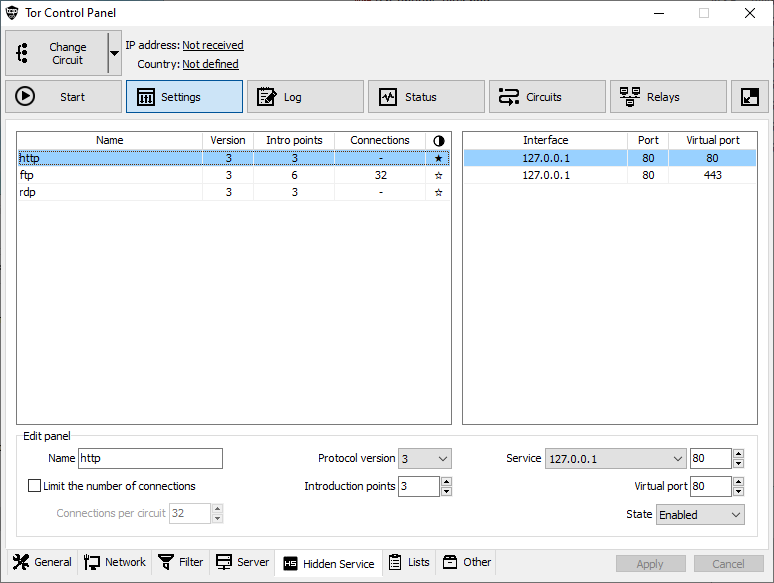 Tor Control Panel
Change Circuit
IP address: Not received
Country: Not defined
Start
Settings
Log
Status
Circuits
Relays
Name Version Intro points Connections
http 3 3 - ★
ftp 3 6 32 ☆
rdp 3 3 - ☆
Interface Port Virtual port
127.0.0.1 80 80
127.0.0.1 80 443
Edit panel
Name http
Protocol version 3
Service 127.0.0.1 80
Limit the number of connections
Introduction points 3
Virtual port 80
Connections per circuit 32
State Enabled
General
Network
Filter
Server
HS Hidden Service
Lists
Other
Apply
Cancel